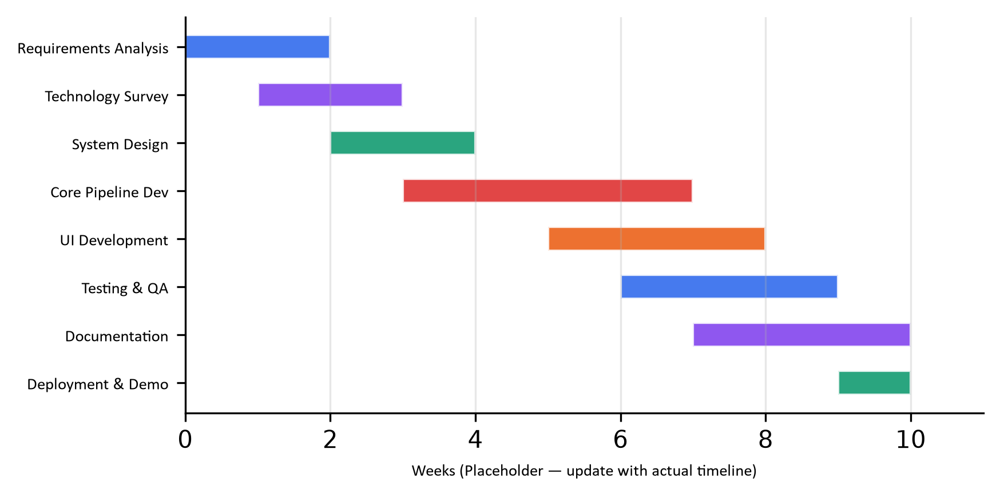 Requirements Analysis
Technology Survey
System Design
Core Pipeline Dev
UI Development
Testing & QA
Documentation
Deployment & Demo
0 2 4 6 8 10
Weeks (Placeholder — update with actual timeline)